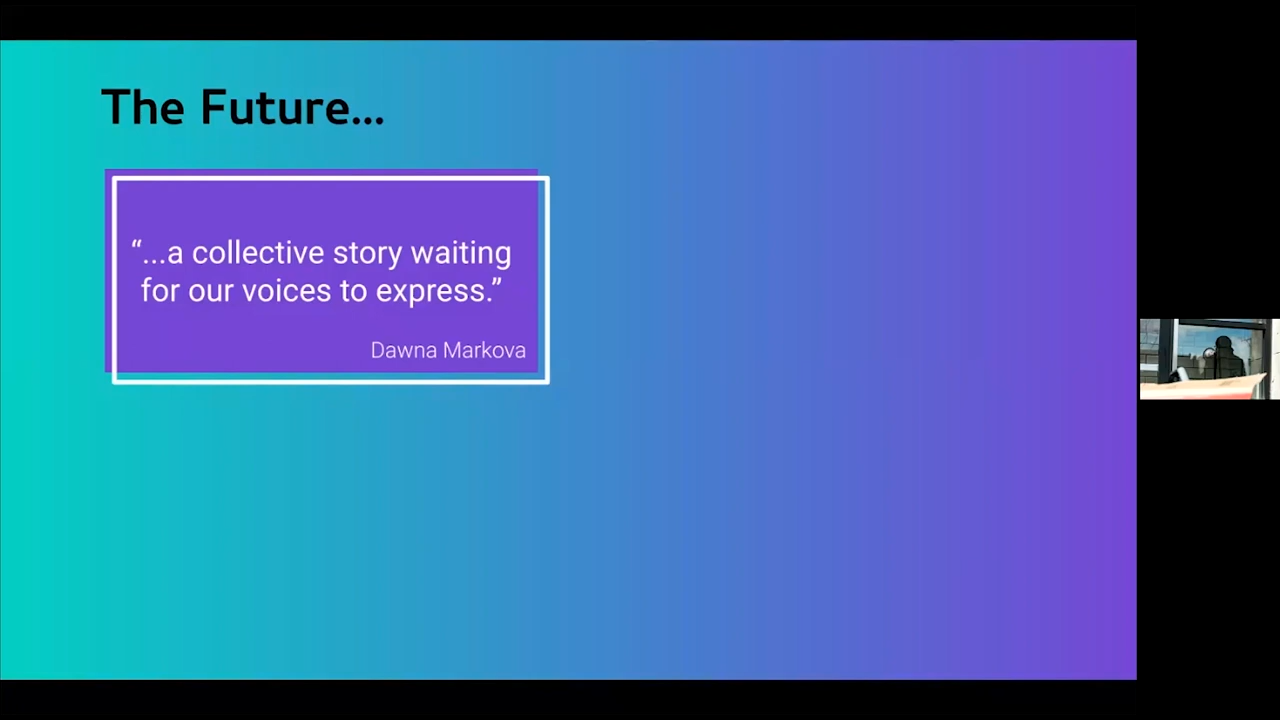 The Future...
“...a collective story waiting
for our voices to express.”
Dawna Markova